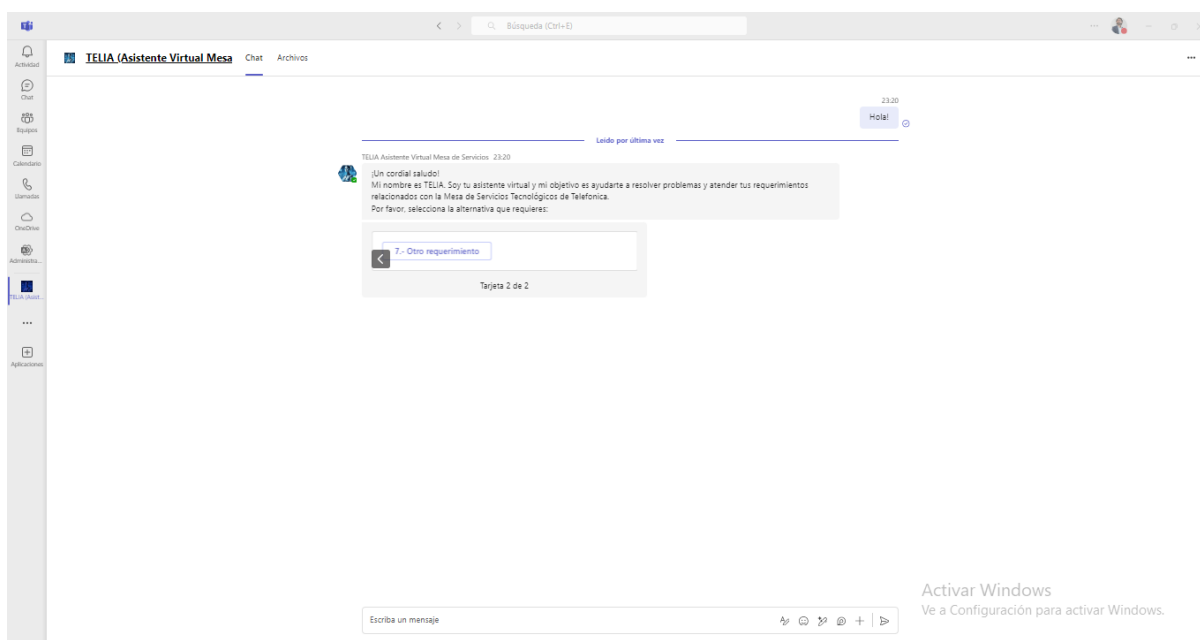 Búsqueda (Ctrl+E)
Actividad
TELIA (Asistente Virtual Mesa Chat Archivos
Chat
Equipos
Calendario
Llamadas
OneDrive
Administra...
TELIA (Asist...
Aplicaciones
23:20
Hola!
Leído por última vez
TELIA Asistente Virtual Mesa de Servicios 23:20
¡Un cordial saludo!
Mi nombre es TELIA. Soy tu asistente virtual y mi objetivo es ayudarte a resolver problemas y atender tus requerimientos
relacionados con la Mesa de Servicios Tecnológicos de Telefonica.
Por favor, selecciona la alternativa que requieres:
7.- Otro requerimiento
Tarjeta 2 de 2
Escriba un mensaje
Activar Windows
Ve a Configuración para activar Windows.